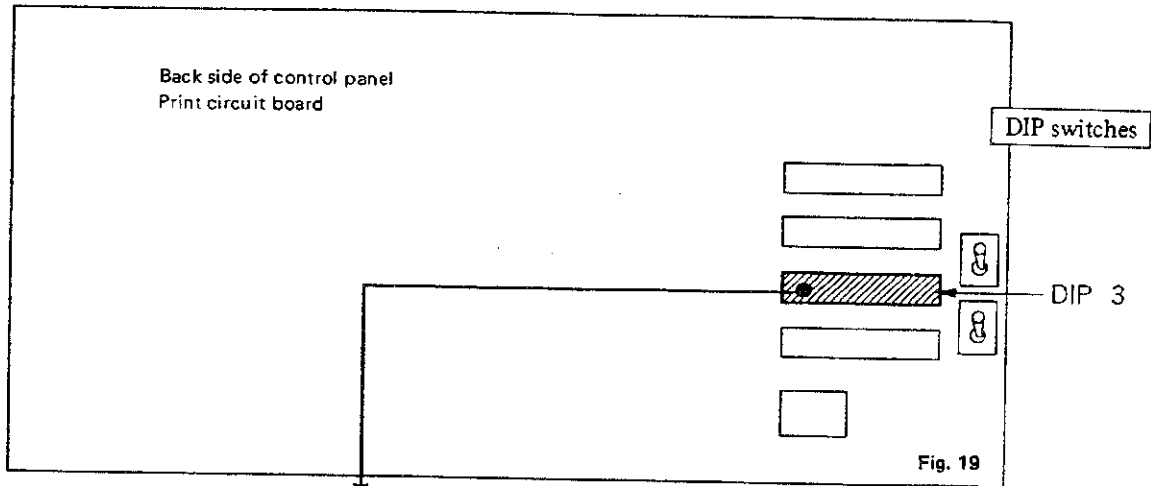 Back side of control panel
Print circuit board
DIP switches
DIP 3
Fig. 19